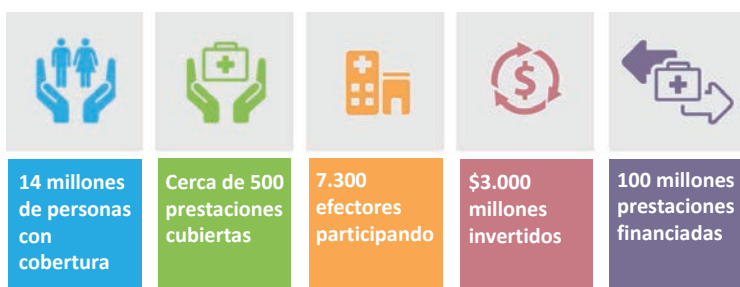 14 millones
de personas
con
cobertura
Cerca de 500
prestaciones
cubiertas
7.300
efectores
participando
$
$3.000
millones
invertidos
100 millones
prestaciones
financiadas